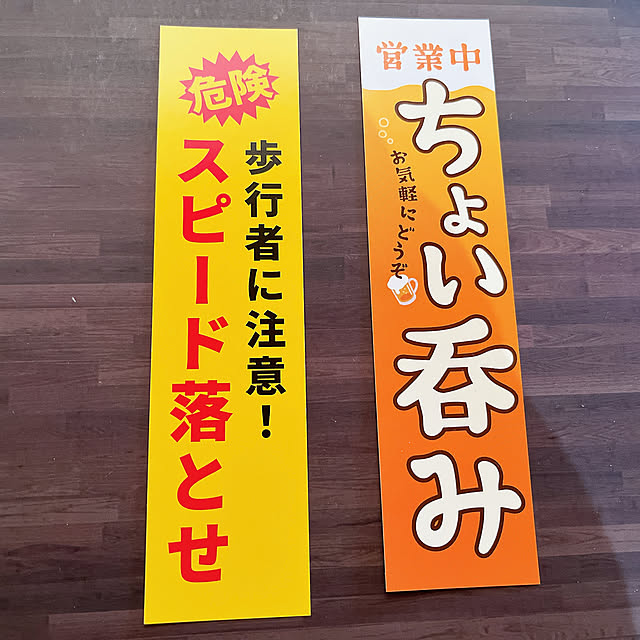 危険
歩行者に注意！
スピード落とせ
営業中
ちょい呑み
お気軽にどうぞ